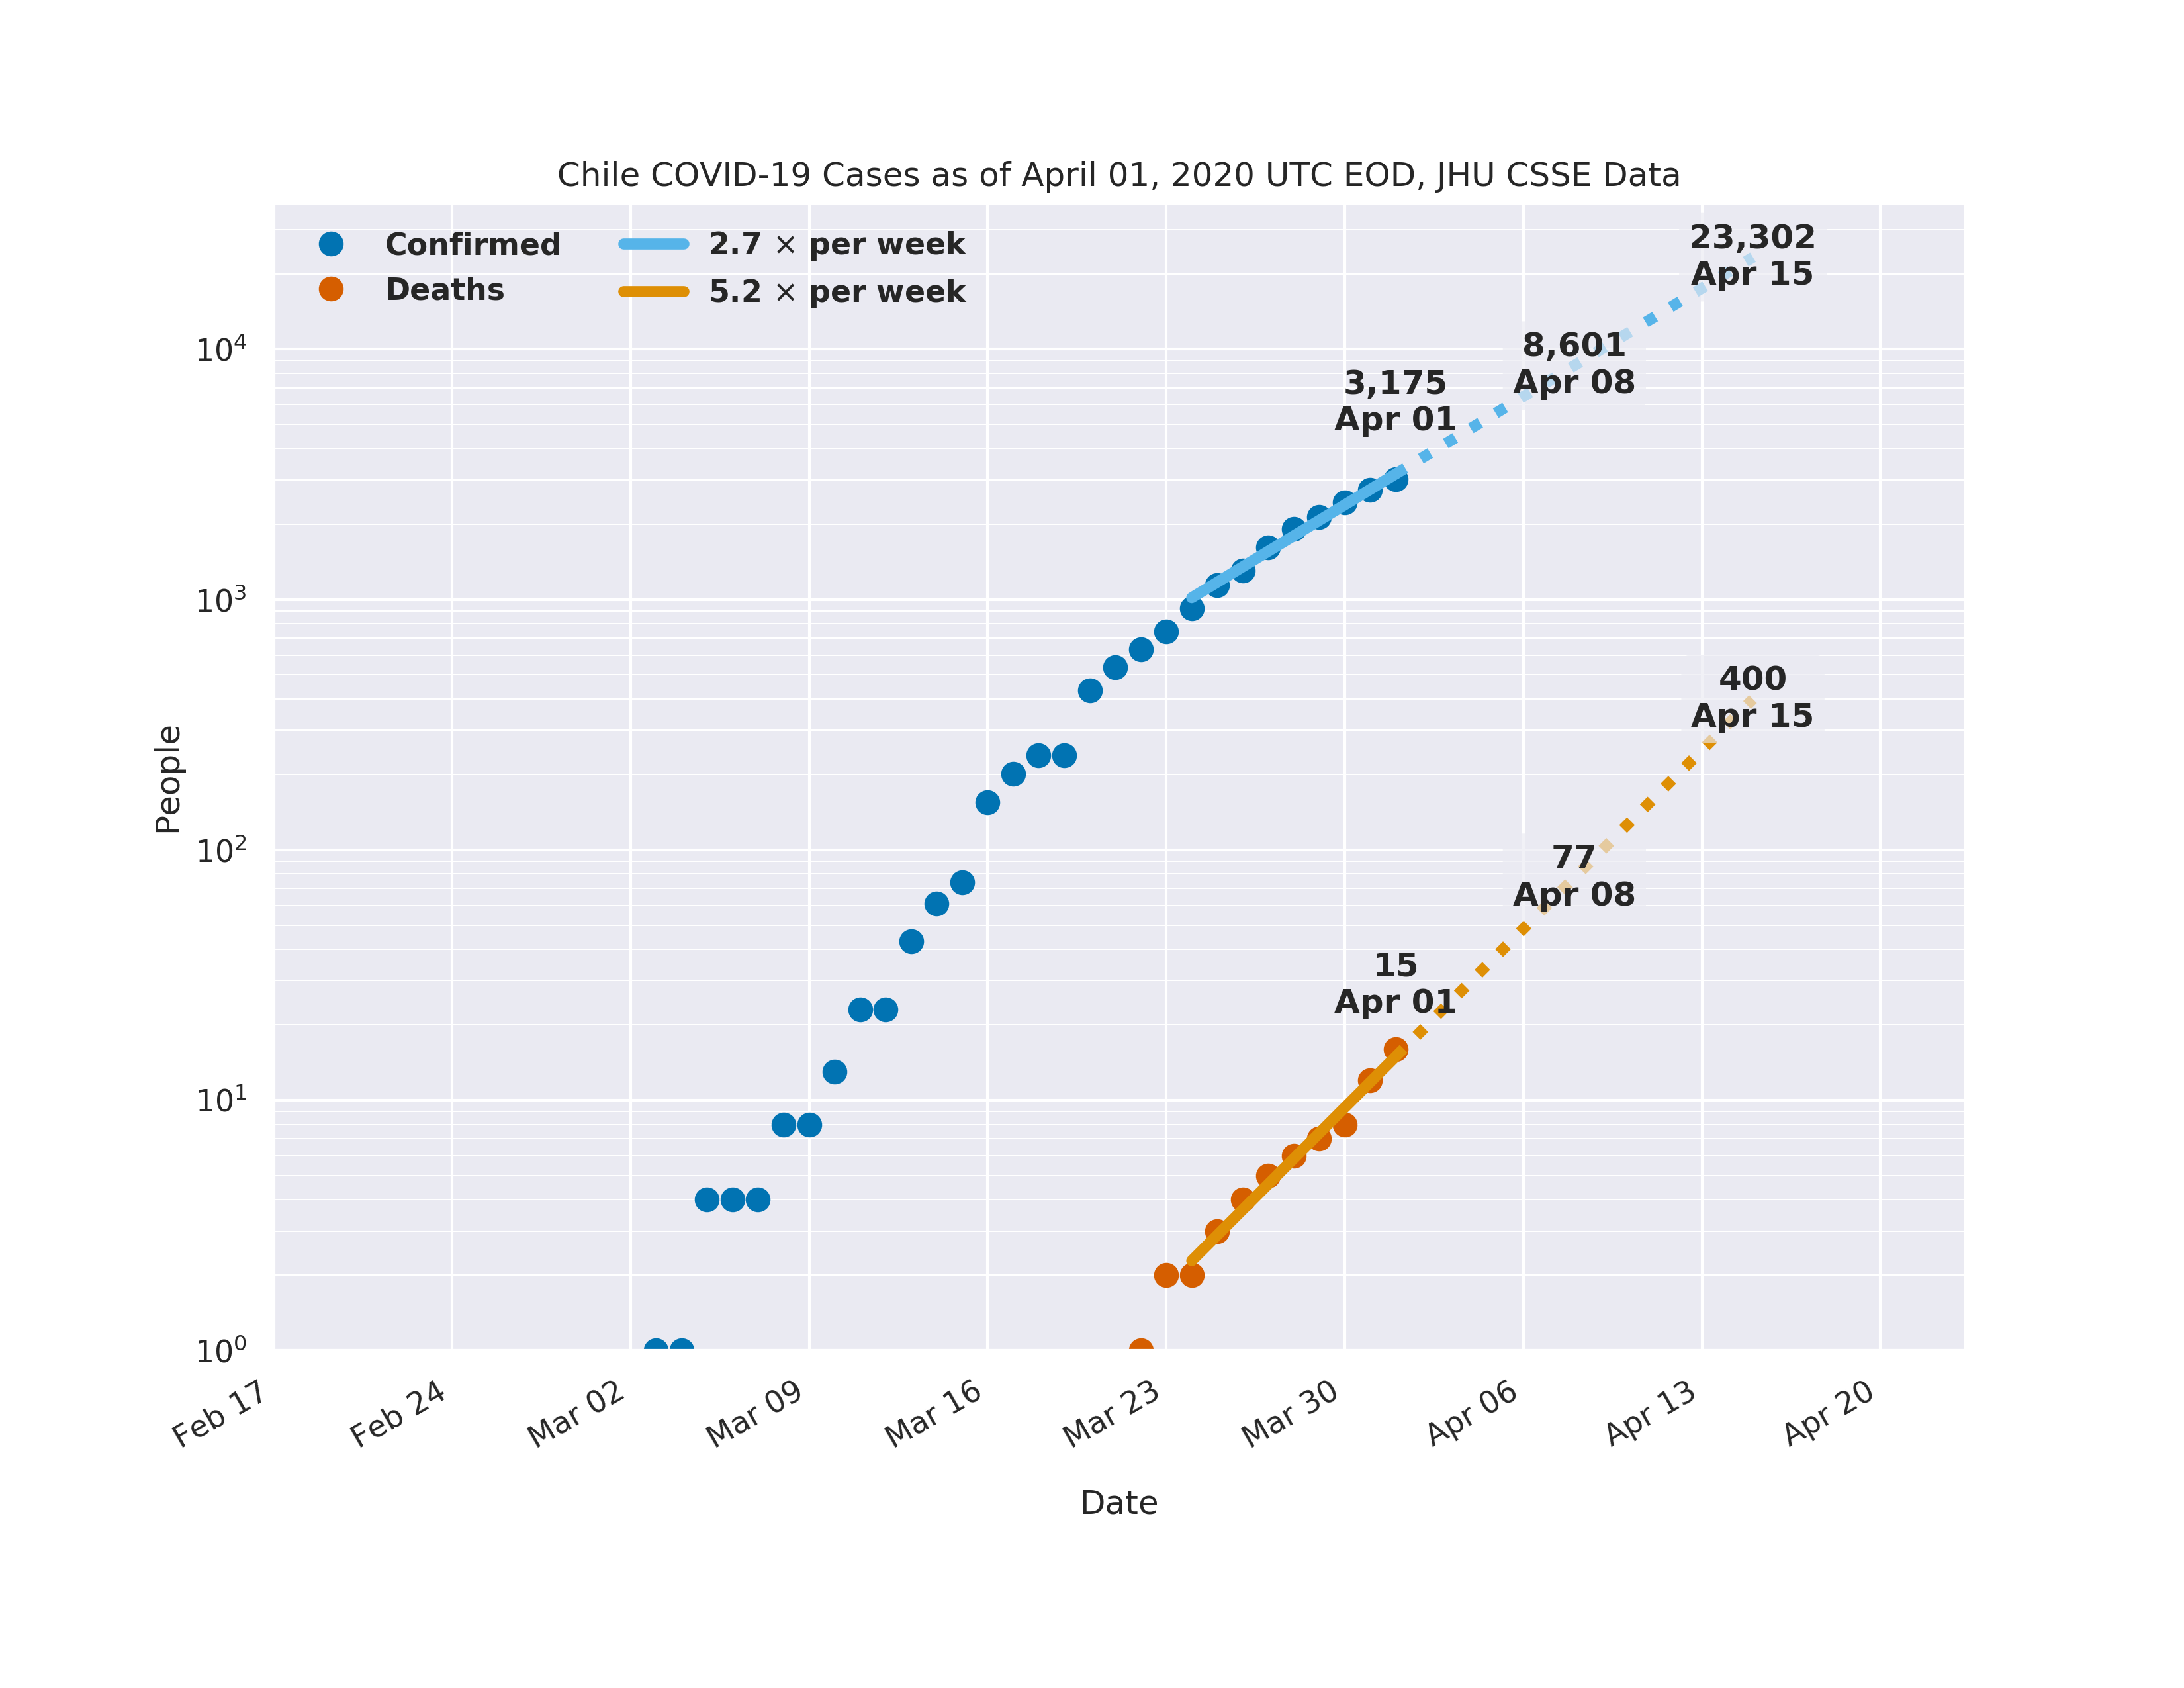 Chile COVID-19 Cases as of April 01, 2020 UTC EOD, JHU CSSE Data
Confirmed
Deaths
2.7 × per week
5.2 × per week
23,302
Apr 15
8,601
Apr 08
3,175
Apr 01
400
Apr 15
77
Apr 08
15
Apr 01
People
10⁴
10³
10²
10¹
10⁰
Feb 17
Feb 24
Mar 02
Mar 09
Mar 16
Mar 23
Mar 30
Apr 06
Apr 13
Apr 20
Date